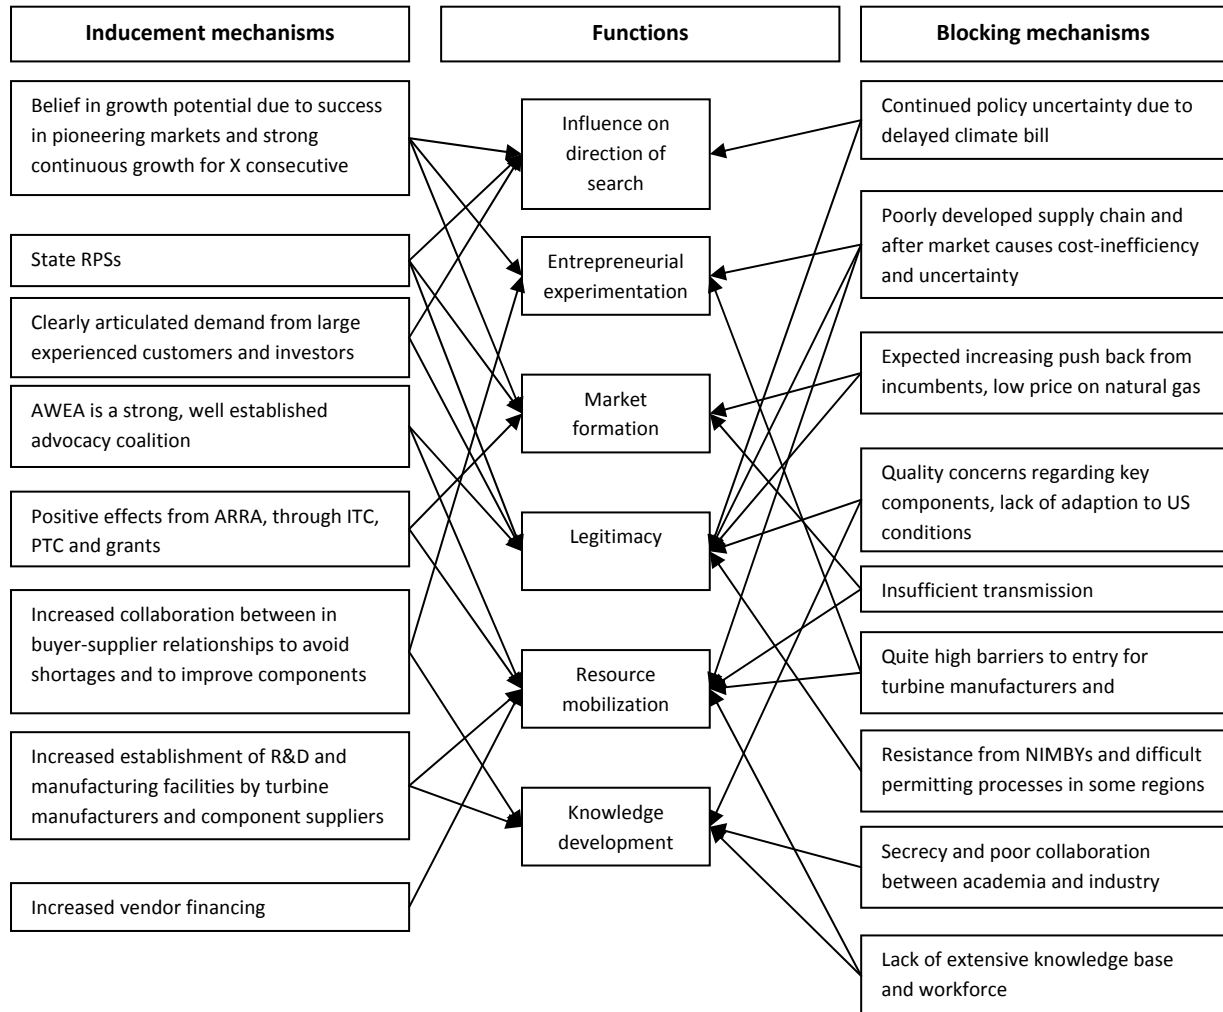 Inducement mechanisms
Functions
Blocking mechanisms
Belief in growth potential due to success
in pioneering markets and strong
continuous growth for X consecutive
State RPSs
Clearly articulated demand from large
experienced customers and investors
AWEA is a strong, well established
advocacy coalition
Positive effects from ARRA, through ITC,
PTC and grants
Increased collaboration between in
buyer-supplier relationships to avoid
shortages and to improve components
Increased establishment of R&D and
manufacturing facilities by turbine
manufacturers and component suppliers
Increased vendor financing
Influence on
direction of
search
Entrepreneurial
experimentation
Market
formation
Legitimacy
Resource
mobilization
Knowledge
development
Continued policy uncertainty due to
delayed climate bill
Poorly developed supply chain and
after market causes cost-inefficiency
and uncertainty
Expected increasing push back from
incumbents, low price on natural gas
Quality concerns regarding key
components, lack of adaption to US
conditions
Insufficient transmission
Quite high barriers to entry for
turbine manufacturers and
Resistance from NIMBYs and difficult
permitting processes in some regions
Secrecy and poor collaboration
between academia and industry
Lack of extensive knowledge base
and workforce